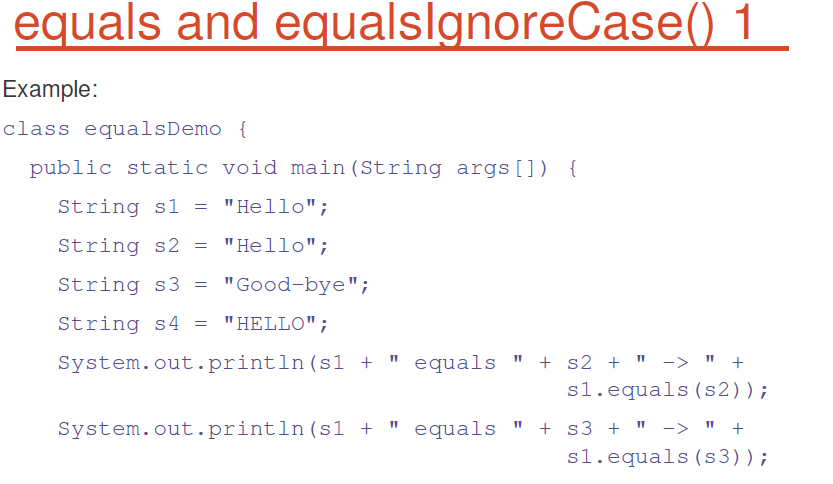 equals and equalsIgnoreCase() 1
Example:
class equalsDemo {
public static void main(String args[]) {
String s1 = "Hello";
String s2 = "Hello";
String s3 = "Good-bye";
String s4 = "HELLO";
System.out.println(s1 + " equals " + s2 + " -> " +
s1.equals(s2));
System.out.println(s1 + " equals " + s3 + " -> " +
s1.equals(s3));